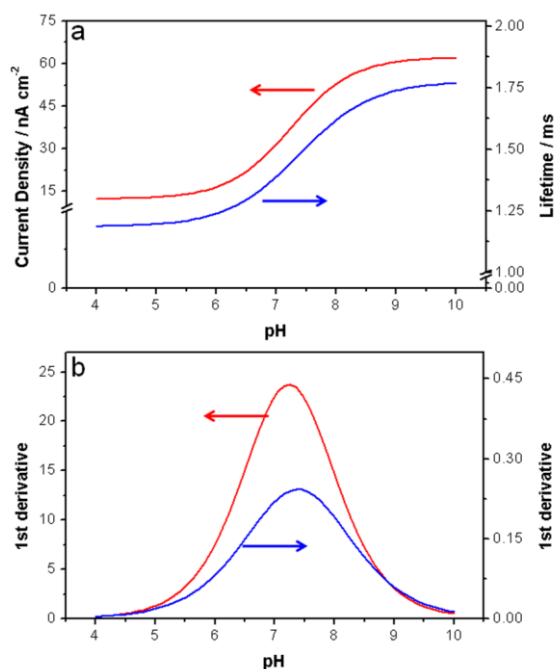 a
Current Density / nA cm-2
75
60
45
30
15
0
2.00
1.75
1.50
1.25
1.00
0.00
Lifetime / ms
4 5 6 7 8 9 10
pH
b
1st derivative
25
20
15
10
5
0
0.45
0.30
0.15
0.00
1st derivative
4 5 6 7 8 9 10
pH